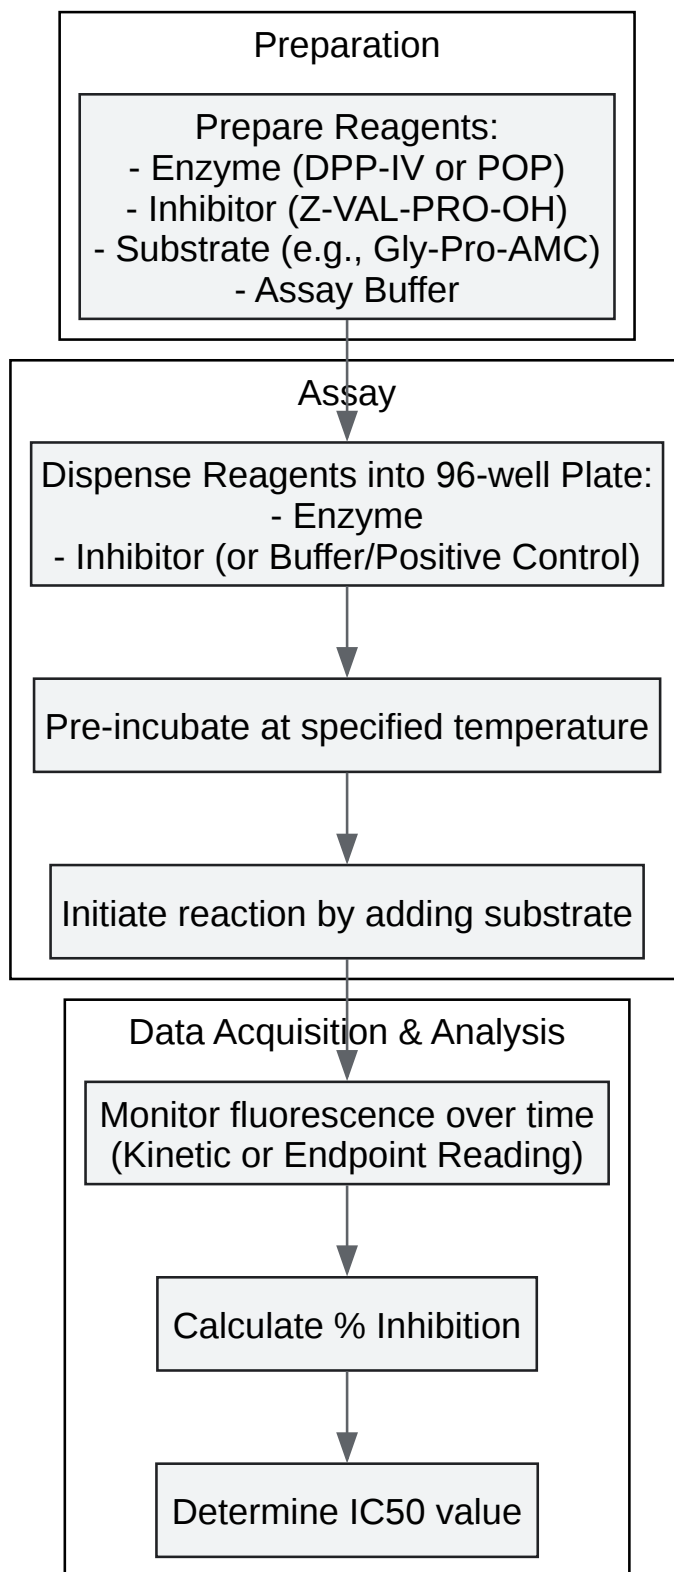 Preparation
Prepare Reagents:
- Enzyme (DPP-IV or POP)
- Inhibitor (Z-VAL-PRO-OH)
- Substrate (e.g., Gly-Pro-AMC)
- Assay Buffer
Assay
Dispense Reagents into 96-well Plate:
- Enzyme
- Inhibitor (or Buffer/Positive Control)
Pre-incubate at specified temperature
Initiate reaction by adding substrate
Data Acquisition & Analysis
Monitor fluorescence over time
(Kinetic or Endpoint Reading)
Calculate % Inhibition
Determine IC50 value